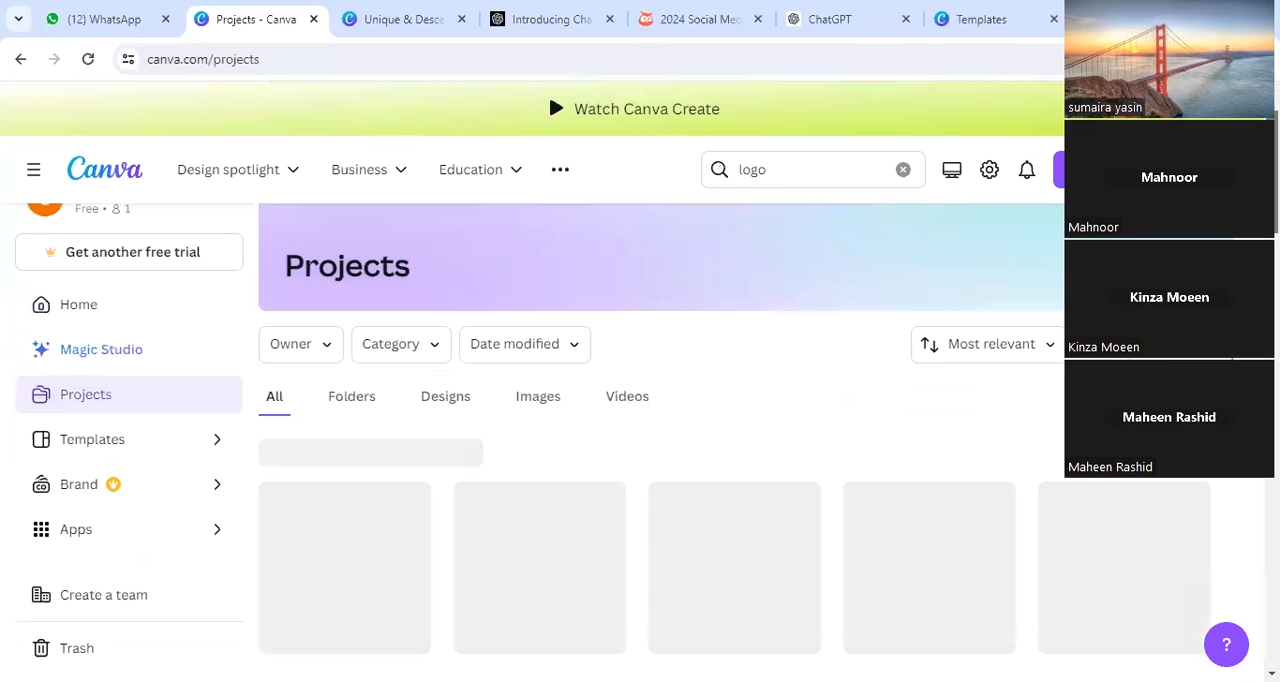 (12) WhatsApp
Projects - Canva
Unique & Desce
Introducing Cha
2024 Social Med
ChatGPT
Templates
canva.com/projects
Watch Canva Create
Canva
Design spotlight
Business
Education
logo
Free • 1
Get another free trial
Home
Magic Studio
Projects
Templates
Brand
Apps
Create a team
Trash
Projects
Owner
Category
Date modified
Most relevant
All
Folders
Designs
Images
Videos
sumaira yasin
Mahnoor
Mahnoor
Kinza Moeen
Kinza Moeen
Maheen Rashid
Maheen Rashid
?